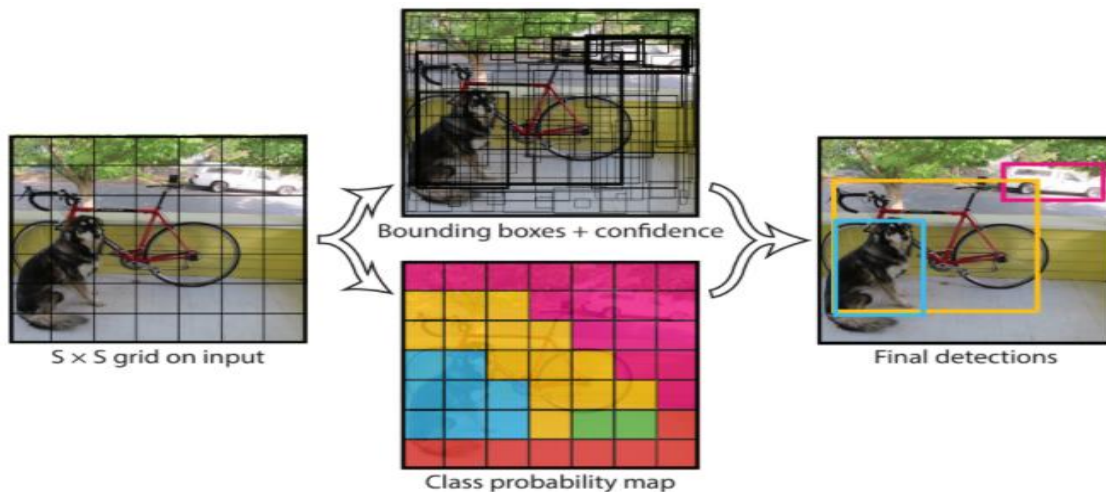 Bounding boxes + confidence
S × S grid on input
Final detections
Class probability map